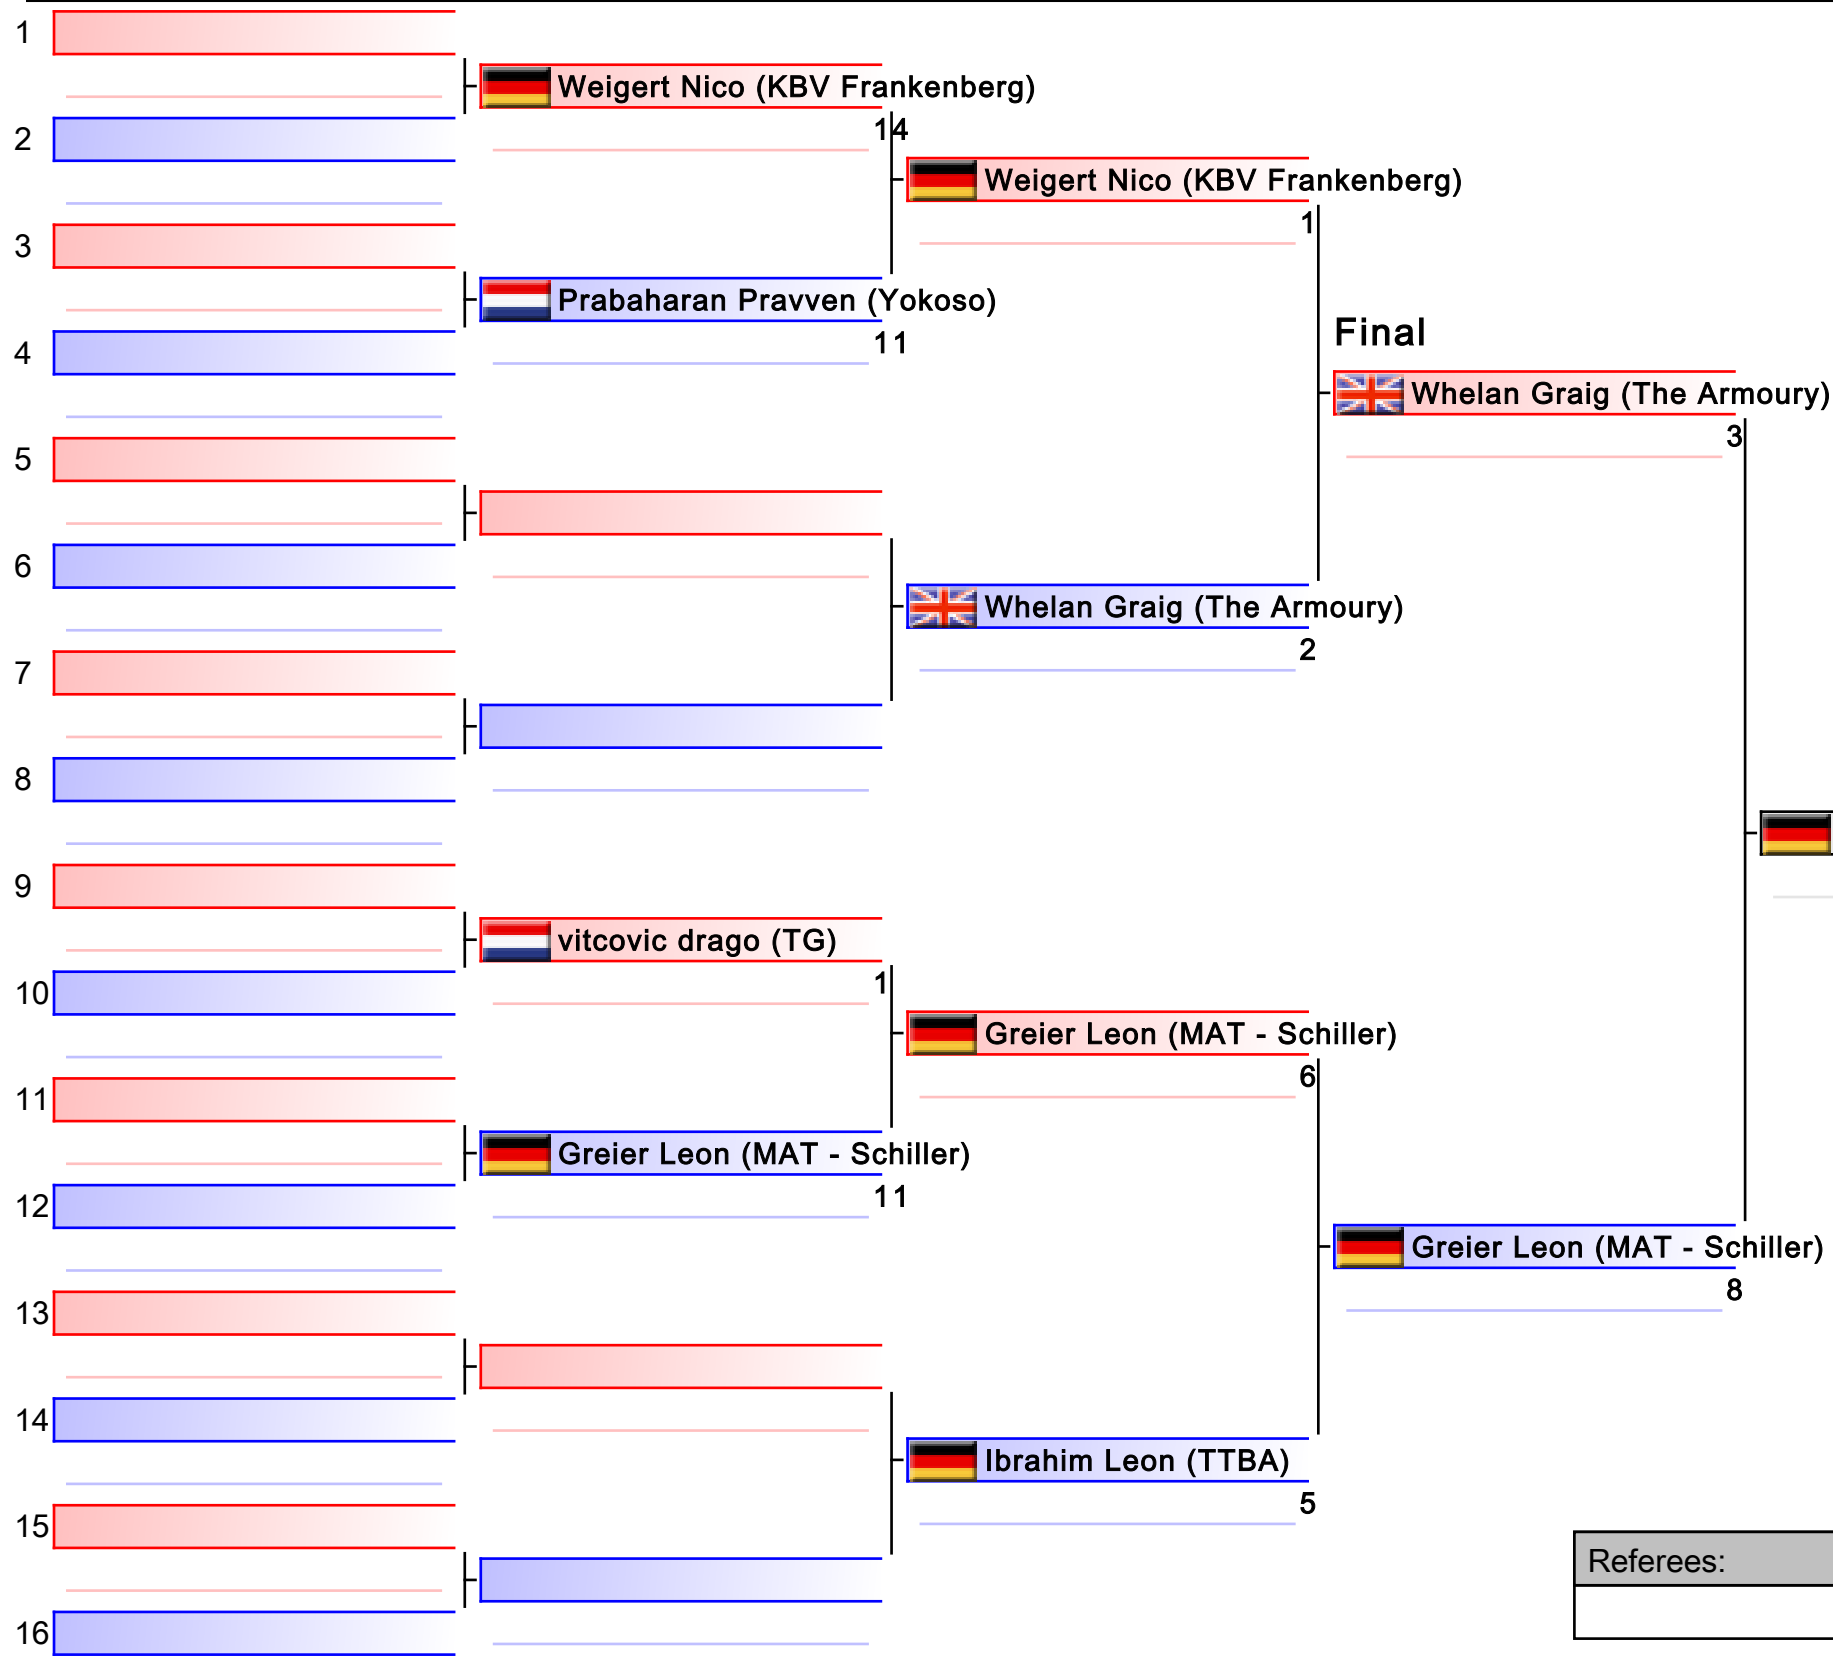 1
Weigert Nico (KBV Frankenberg)
2
14
Weigert Nico (KBV Frankenberg)
1
3
Prabaharan Pravven (Yokoso)
11
4
Final
Whelan Graig (The Armoury)
3
5
6
Whelan Graig (The Armoury)
2
7
8
9
vitcovic drago (TG)
1
10
Greier Leon (MAT - Schiller)
6
11
Greier Leon (MAT - Schiller)
11
12
Greier Leon (MAT - Schiller)
8
13
14
Ibrahim Leon (TTBA)
5
15
Referees:
16